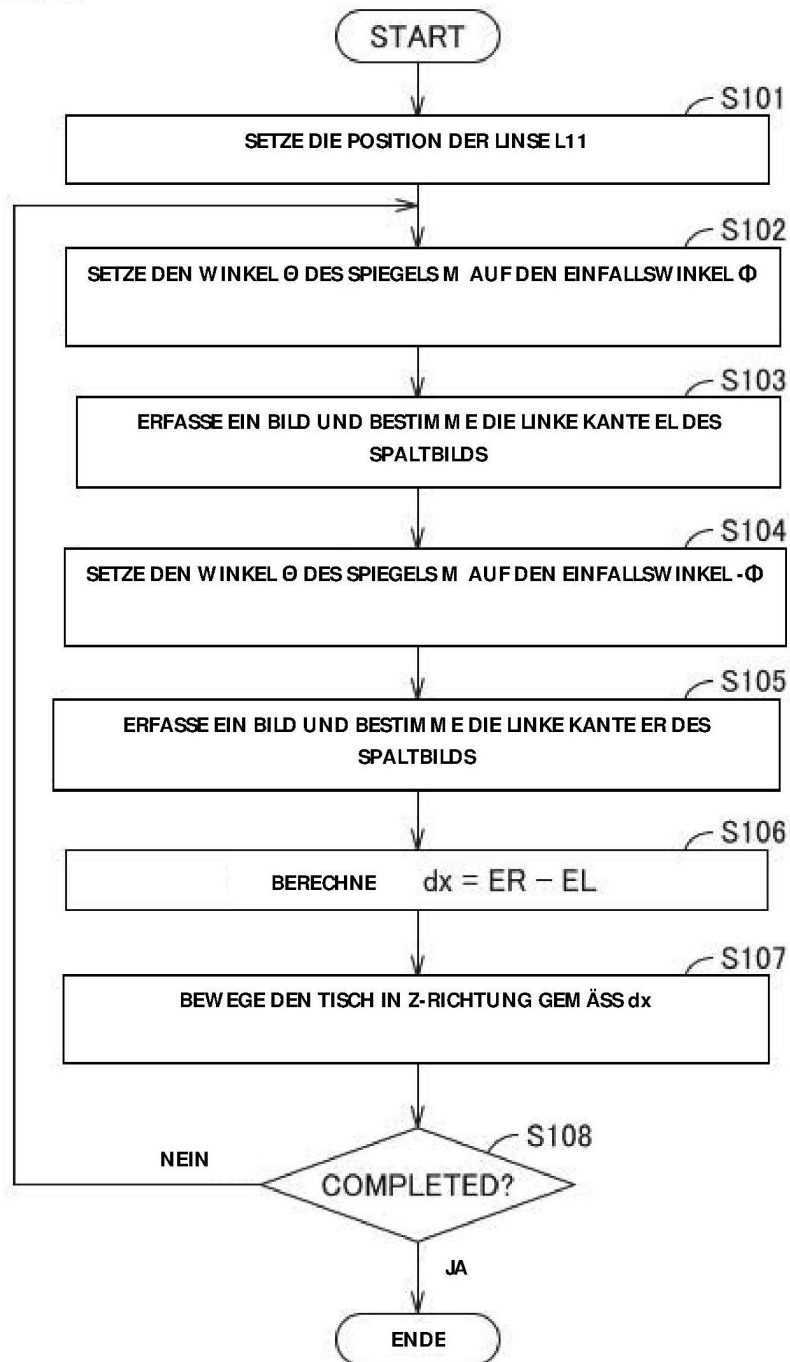 START
S101
SETZE DIE POSITION DER LINSE L11
S102
SETZE DEN WINKEL Θ DES SPIEGELS M AUF DEN EINFALLSWINKEL Φ
S103
ERFASSE EIN BILD UND BESTIMME DIE LINKE KANTE EL DES
SPALTBILDS
S104
SETZE DEN WINKEL Θ DES SPIEGELS M AUF DEN EINFALLSWINKEL -Φ
S105
ERFASSE EIN BILD UND BESTIMME DIE LINKE KANTE ER DES
SPALTBILDS
S106
BERECHNE dx = ER − EL
S107
BEWEGE DEN TISCH IN Z-RICHTUNG GEMÄSS dx
S108
NEIN
COMPLETED?
JA
ENDE